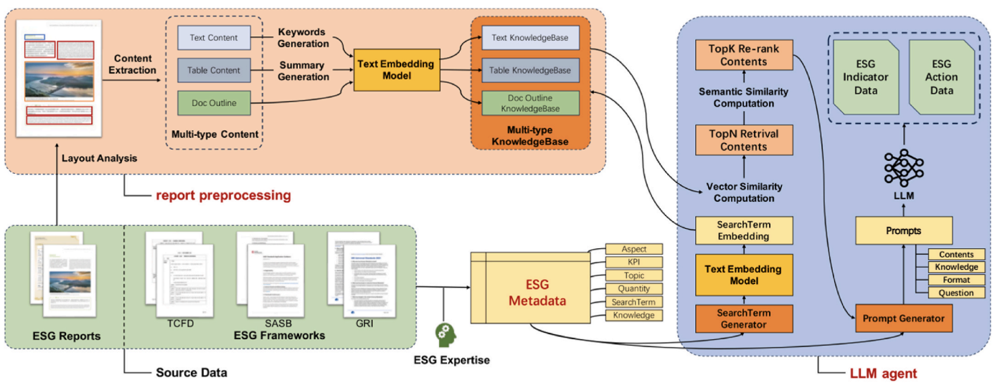 Content
Extraction
Text Content
Table Content
Doc Outline
Multi-type Content
Keywords
Generation
Summary
Generation
Text Embedding
Model
Text KnowledgeBase
Table KnowledgeBase
Doc Outline
KnowledgeBase
Multi-type
KnowledgeBase
Layout Analysis
report preprocessing
ESG Reports
TCFD
SASB
GRI
ESG Frameworks
Source Data
ESG Expertise
ESG
Metadata
Aspect
KPI
Topic
Quantity
SearchTerm
Knowledge
TopK Re-rank
Contents
Semantic Similarity
Computation
TopN Retrival
Contents
Vector Similarity
Computation
SearchTerm
Embedding
Text Embedding
Model
SearchTerm
Generator
ESG
Indicator
Data
ESG
Action
Data
LLM
Prompts
Contents
Knowledge
Format
Question
Prompt Generator
LLM agent